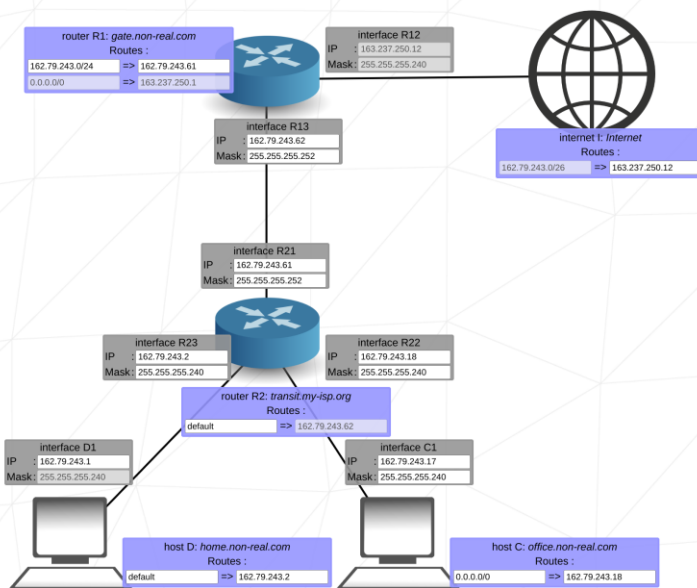 router R1: gate.non-real.com
Routes :
162.79.243.0/24 => 162.79.243.61
0.0.0.0/0 => 163.237.250.1
interface R12
IP : 163.237.250.12
Mask: 255.255.255.240
internet I: Internet
Routes :
162.79.243.0/26 => 163.237.250.12
interface R13
IP : 162.79.243.62
Mask: 255.255.255.252
interface R21
IP : 162.79.243.61
Mask: 255.255.255.252
interface R23
IP : 162.79.243.2
Mask: 255.255.255.240
interface R22
IP : 162.79.243.18
Mask: 255.255.255.240
router R2: transit.my-isp.org
Routes :
default => 162.79.243.62
interface D1
IP : 162.79.243.1
Mask: 255.255.255.240
interface C1
IP : 162.79.243.17
Mask: 255.255.255.240
host D: home.non-real.com
Routes :
default => 162.79.243.2
host C: office.non-real.com
Routes :
0.0.0.0/0 => 162.79.243.18